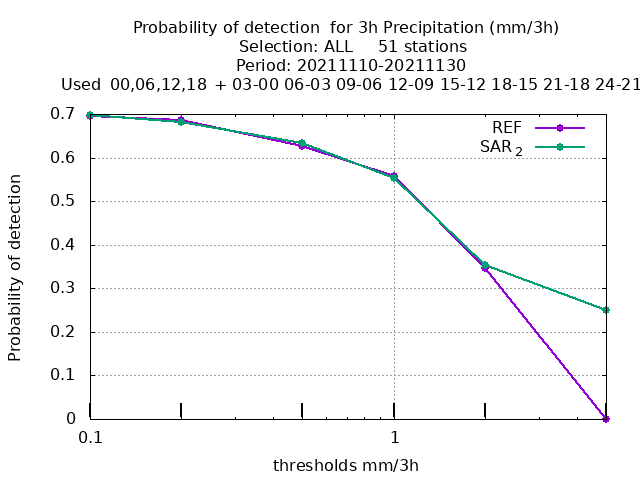 Probability of detection  for 3h Precipitation (mm/3h)
Selection: ALL     51 stations
Period: 20211110-20211130
Used  00,06,12,18  + 03-00 06-03 09-06 12-09 15-12 18-15 21-18 24-21
REF
SAR 2
0.7
0.6
0.5
0.4
0.3
0.2
0.1
0
Probability of detection
0.1
1
thresholds mm/3h